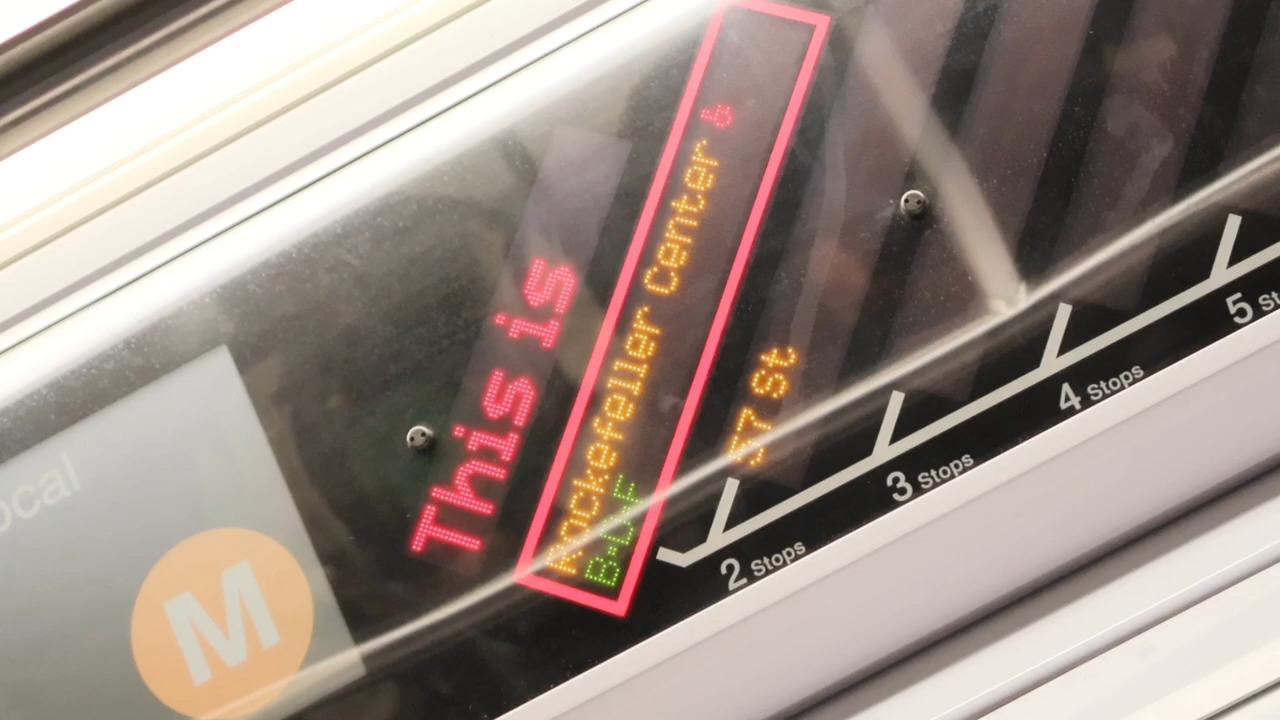 ocal
M
This is
Rockefeller Center
B•D•F
57 St
2 Stops
3 Stops
4 Stops
5 St